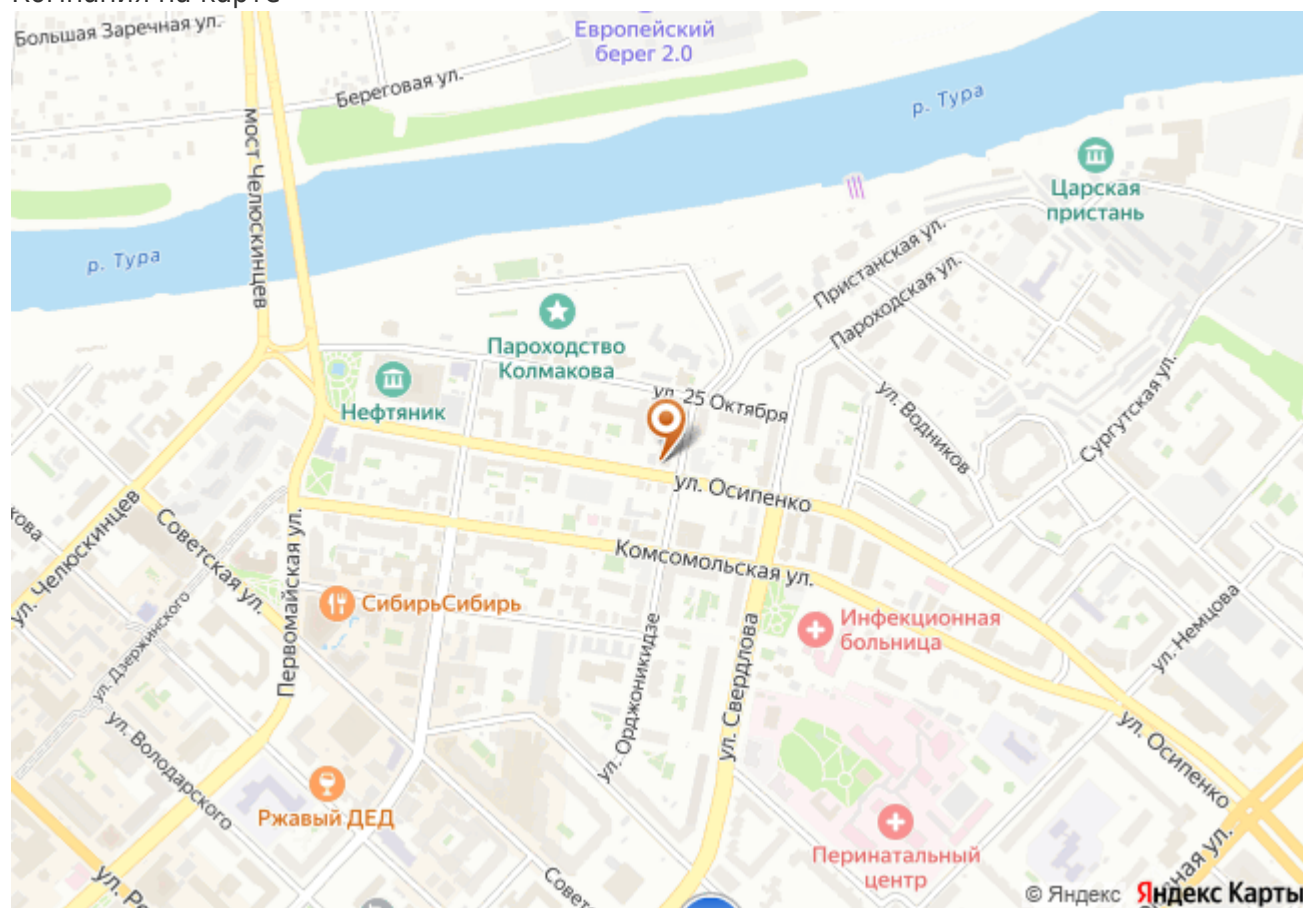 Компания на карте
Большая Заречная ул.
Европейский
берег 2.0
Береговая ул.
мост Челюскинцев
р. Тура
Царская
пристань
р. Тура
Пристанская ул.
Пароходская ул.
Пароходство
Колмакова
Нефтяник
ул. 25 Октября
ул. Водников
Сургутская ул.
ул. Осипенко
ул. Челюскинцев
Советская ул.
Первомайская ул.
Комсомольская ул.
СибирьСибирь
Инфекционная
больница
ул. Дзержинского
ул. Орджоникидзе
ул. Свердлова
ул. Немцова
ул. Володарского
ул. Осипенко
Ржавый ДЕД
Перинатальный
центр
© Яндекс Яндекс Карты